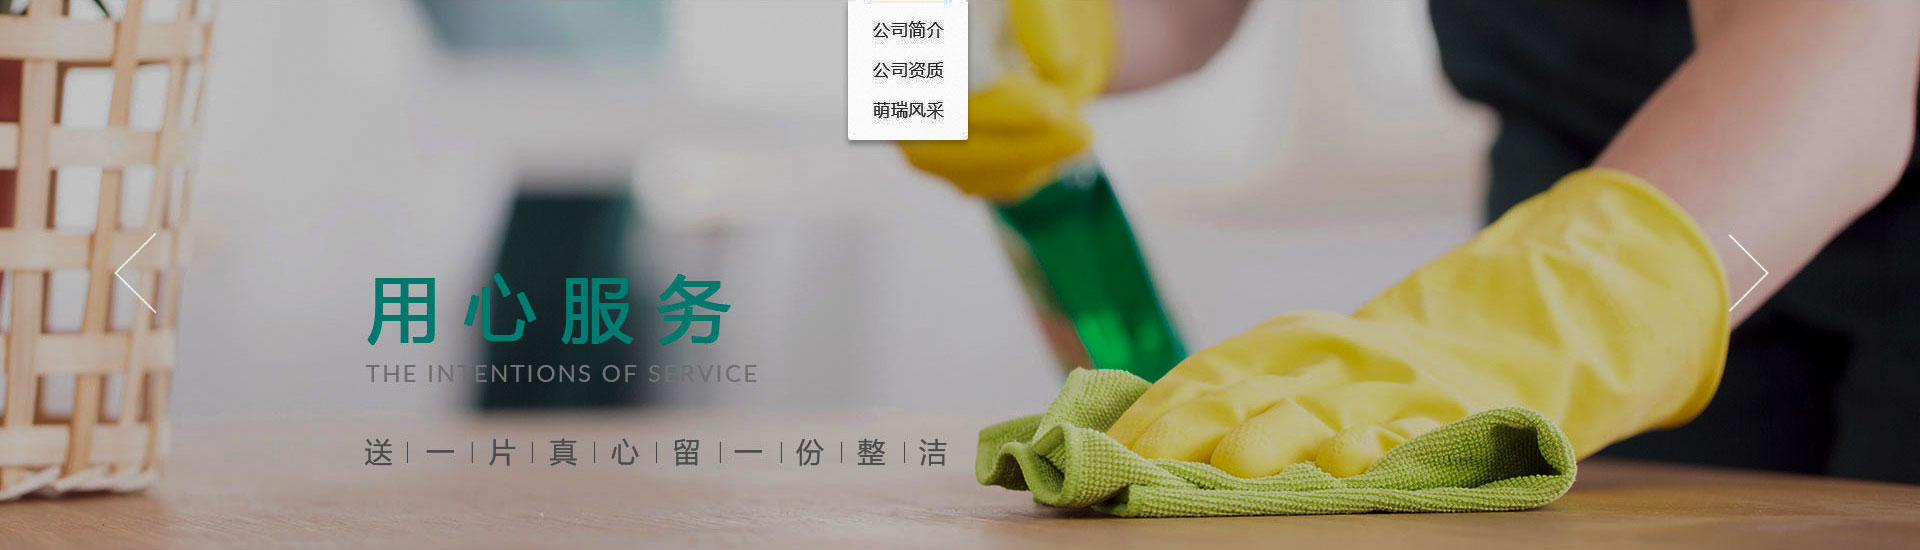 公司简介
公司资质
萌瑞风采
用心服务
THE INTENTIONS OF SERVICE
送|一|片|真|心|留|一|份|整|洁